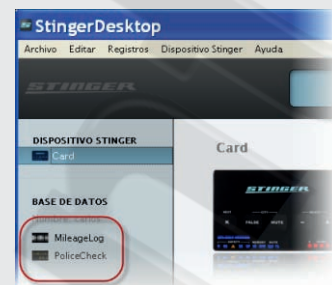 StingerDesktop
Archivo Editar Registros Dispositivo Stinger Ayuda
STINGER
DISPOSITIVO STINGER
Card
BASE DE DATOS
MileageLog
PoliceCheck
Card
STINGER